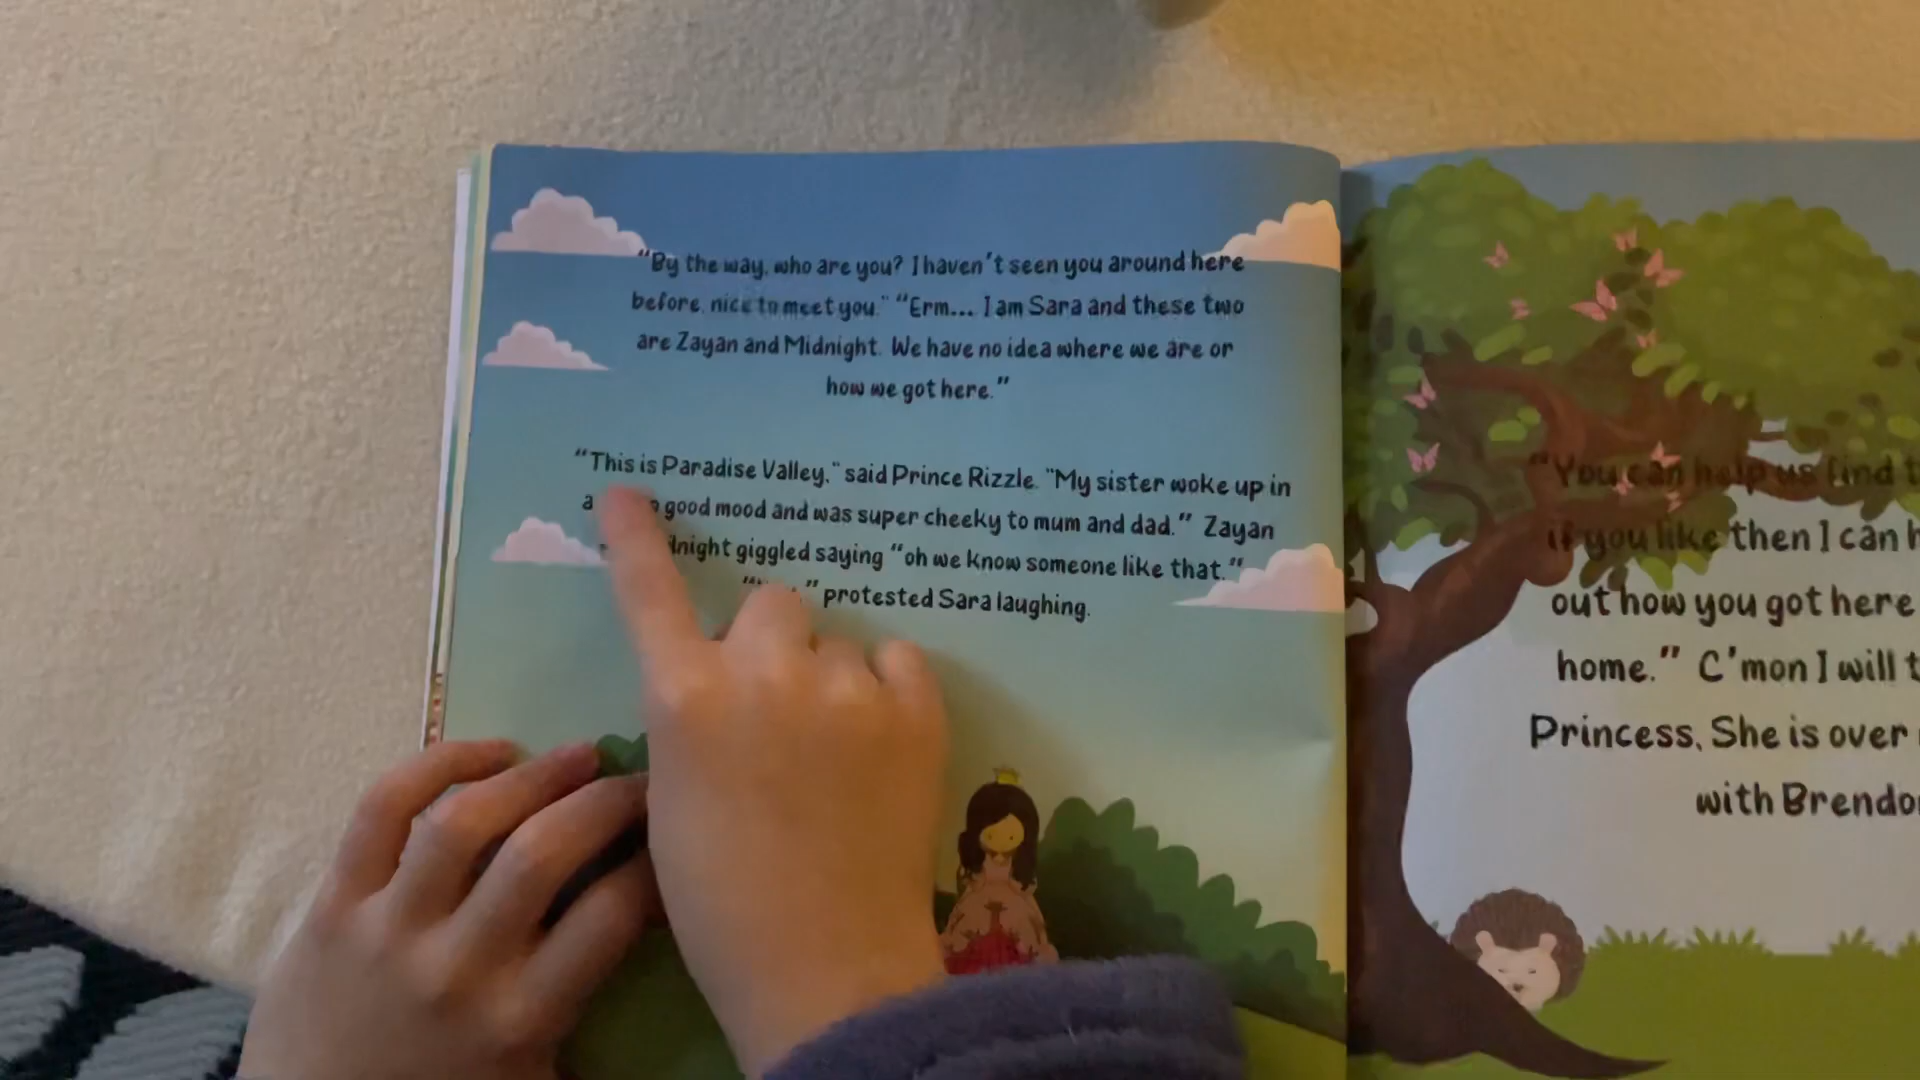 “By the way, who are you? I haven’t seen you around here
before, nice to meet you.” “Erm... I am Sara and these two
are Zayan and Midnight. We have no idea where we are or
how we got here.”
“This is Paradise Valley,” said Prince Rizzle. “My sister woke up in
a good mood and was super cheeky to mum and dad.” Zayan
giggled saying “oh we know someone like that.”
protested Sara laughing.
“You can help us find
if you like then I can
out how you got here
home.” C’mon I will
Princess, She is over
with